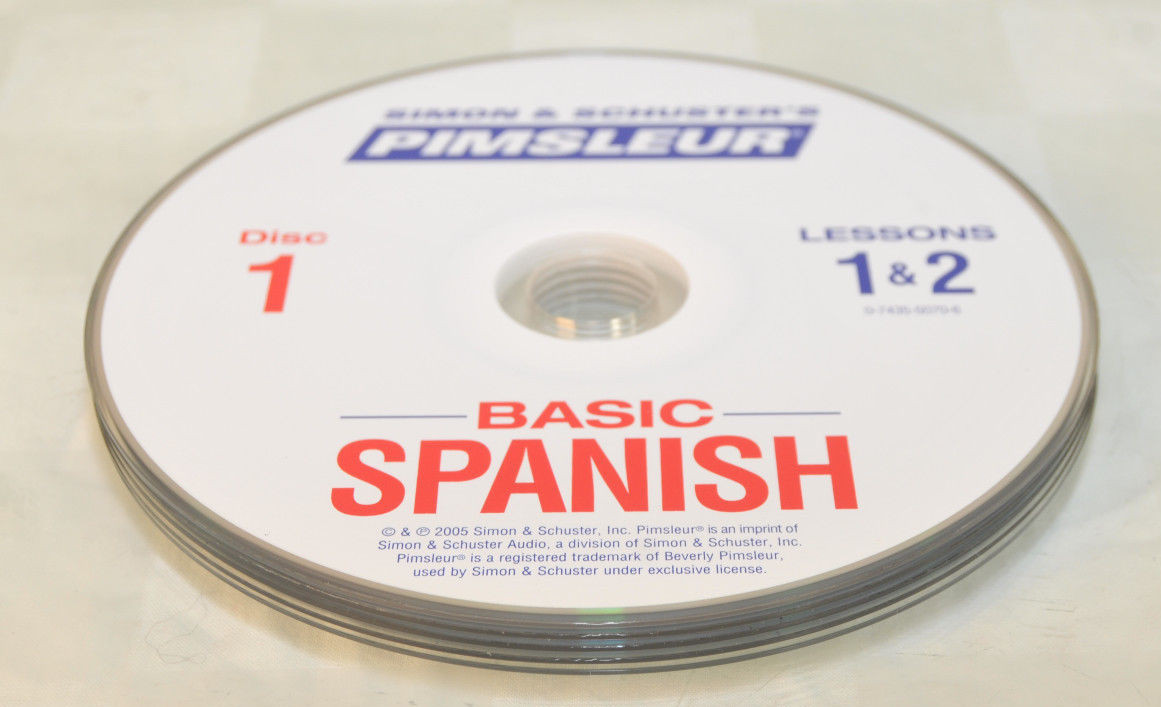 SIMON & SCHUSTER'S
PIMSLEUR®
Disc
1
LESSONS
1 & 2
BASIC
SPANISH
© & ℗ 2005 Simon & Schuster, Inc. Pimsleur® is an imprint of
Simon & Schuster Audio, a division of Simon & Schuster, Inc.
Pimsleur® is a registered trademark of Beverly Pimsleur,
used by Simon & Schuster under exclusive license.